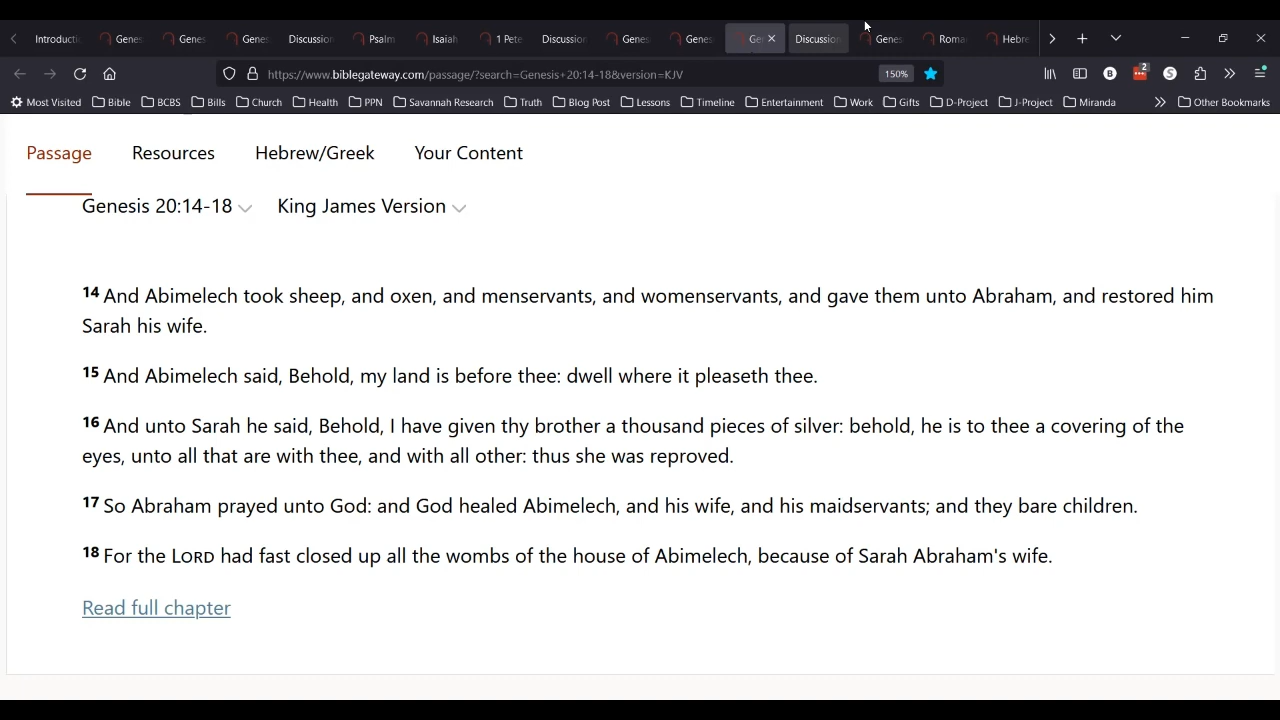 Introducti
Genes
Genes
Genes
Discussion
Psalm
Isaiah
1 Pete
Discussion
Genes
Genes
Ge
Discussion
Genes
Roma
Hebre
https://www.biblegateway.com/passage/?search=Genesis+20:14-18&version=KJV
150%
2
Most Visited
Bible
BCBS
Bills
Church
Health
PPN
Savannah Research
Truth
Blog Post
Lessons
Timeline
Entertainment
Work
Gifts
D-Project
J-Project
Miranda
Other Bookmarks
Passage
Resources
Hebrew/Greek
Your Content
Genesis 20:14-18
King James Version
14 And Abimelech took sheep, and oxen, and menservants, and womenservants, and gave them unto Abraham, and restored him
Sarah his wife.
15 And Abimelech said, Behold, my land is before thee: dwell where it pleaseth thee.
16 And unto Sarah he said, Behold, I have given thy brother a thousand pieces of silver: behold, he is to thee a covering of the
eyes, unto all that are with thee, and with all other: thus she was reproved.
17 So Abraham prayed unto God: and God healed Abimelech, and his wife, and his maidservants; and they bare children.
18 For the LORD had fast closed up all the wombs of the house of Abimelech, because of Sarah Abraham's wife.
Read full chapter